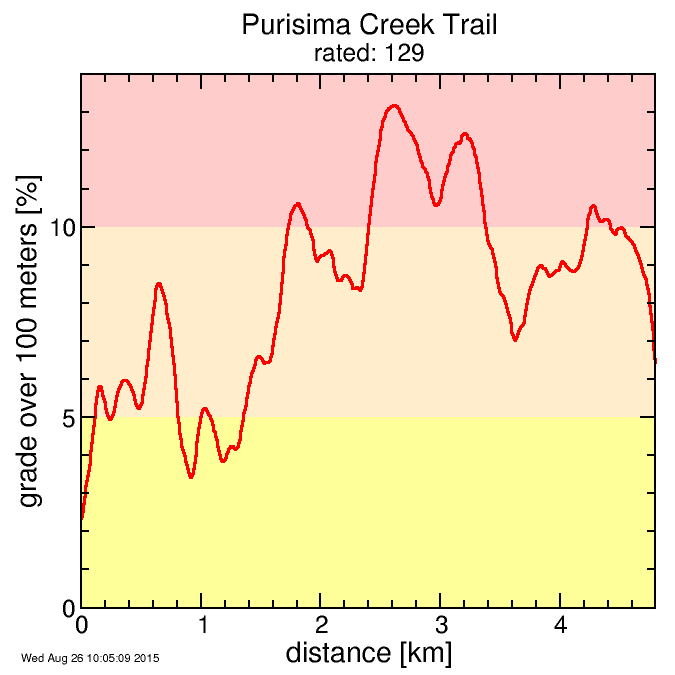 Purisima Creek Trail
rated: 129
grade over 100 meters [%]
10
5
0
0 1 2 3 4
distance [km]
Wed Aug 26 10:05:09 2015